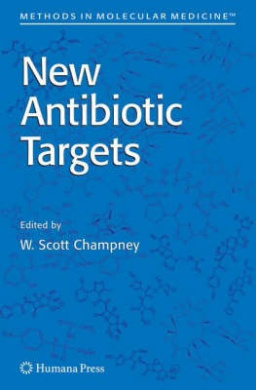 METHODS IN MOLECULAR MEDICINE™
New
Antibiotic
Targets
Edited by
W. Scott Champney
Humana Press